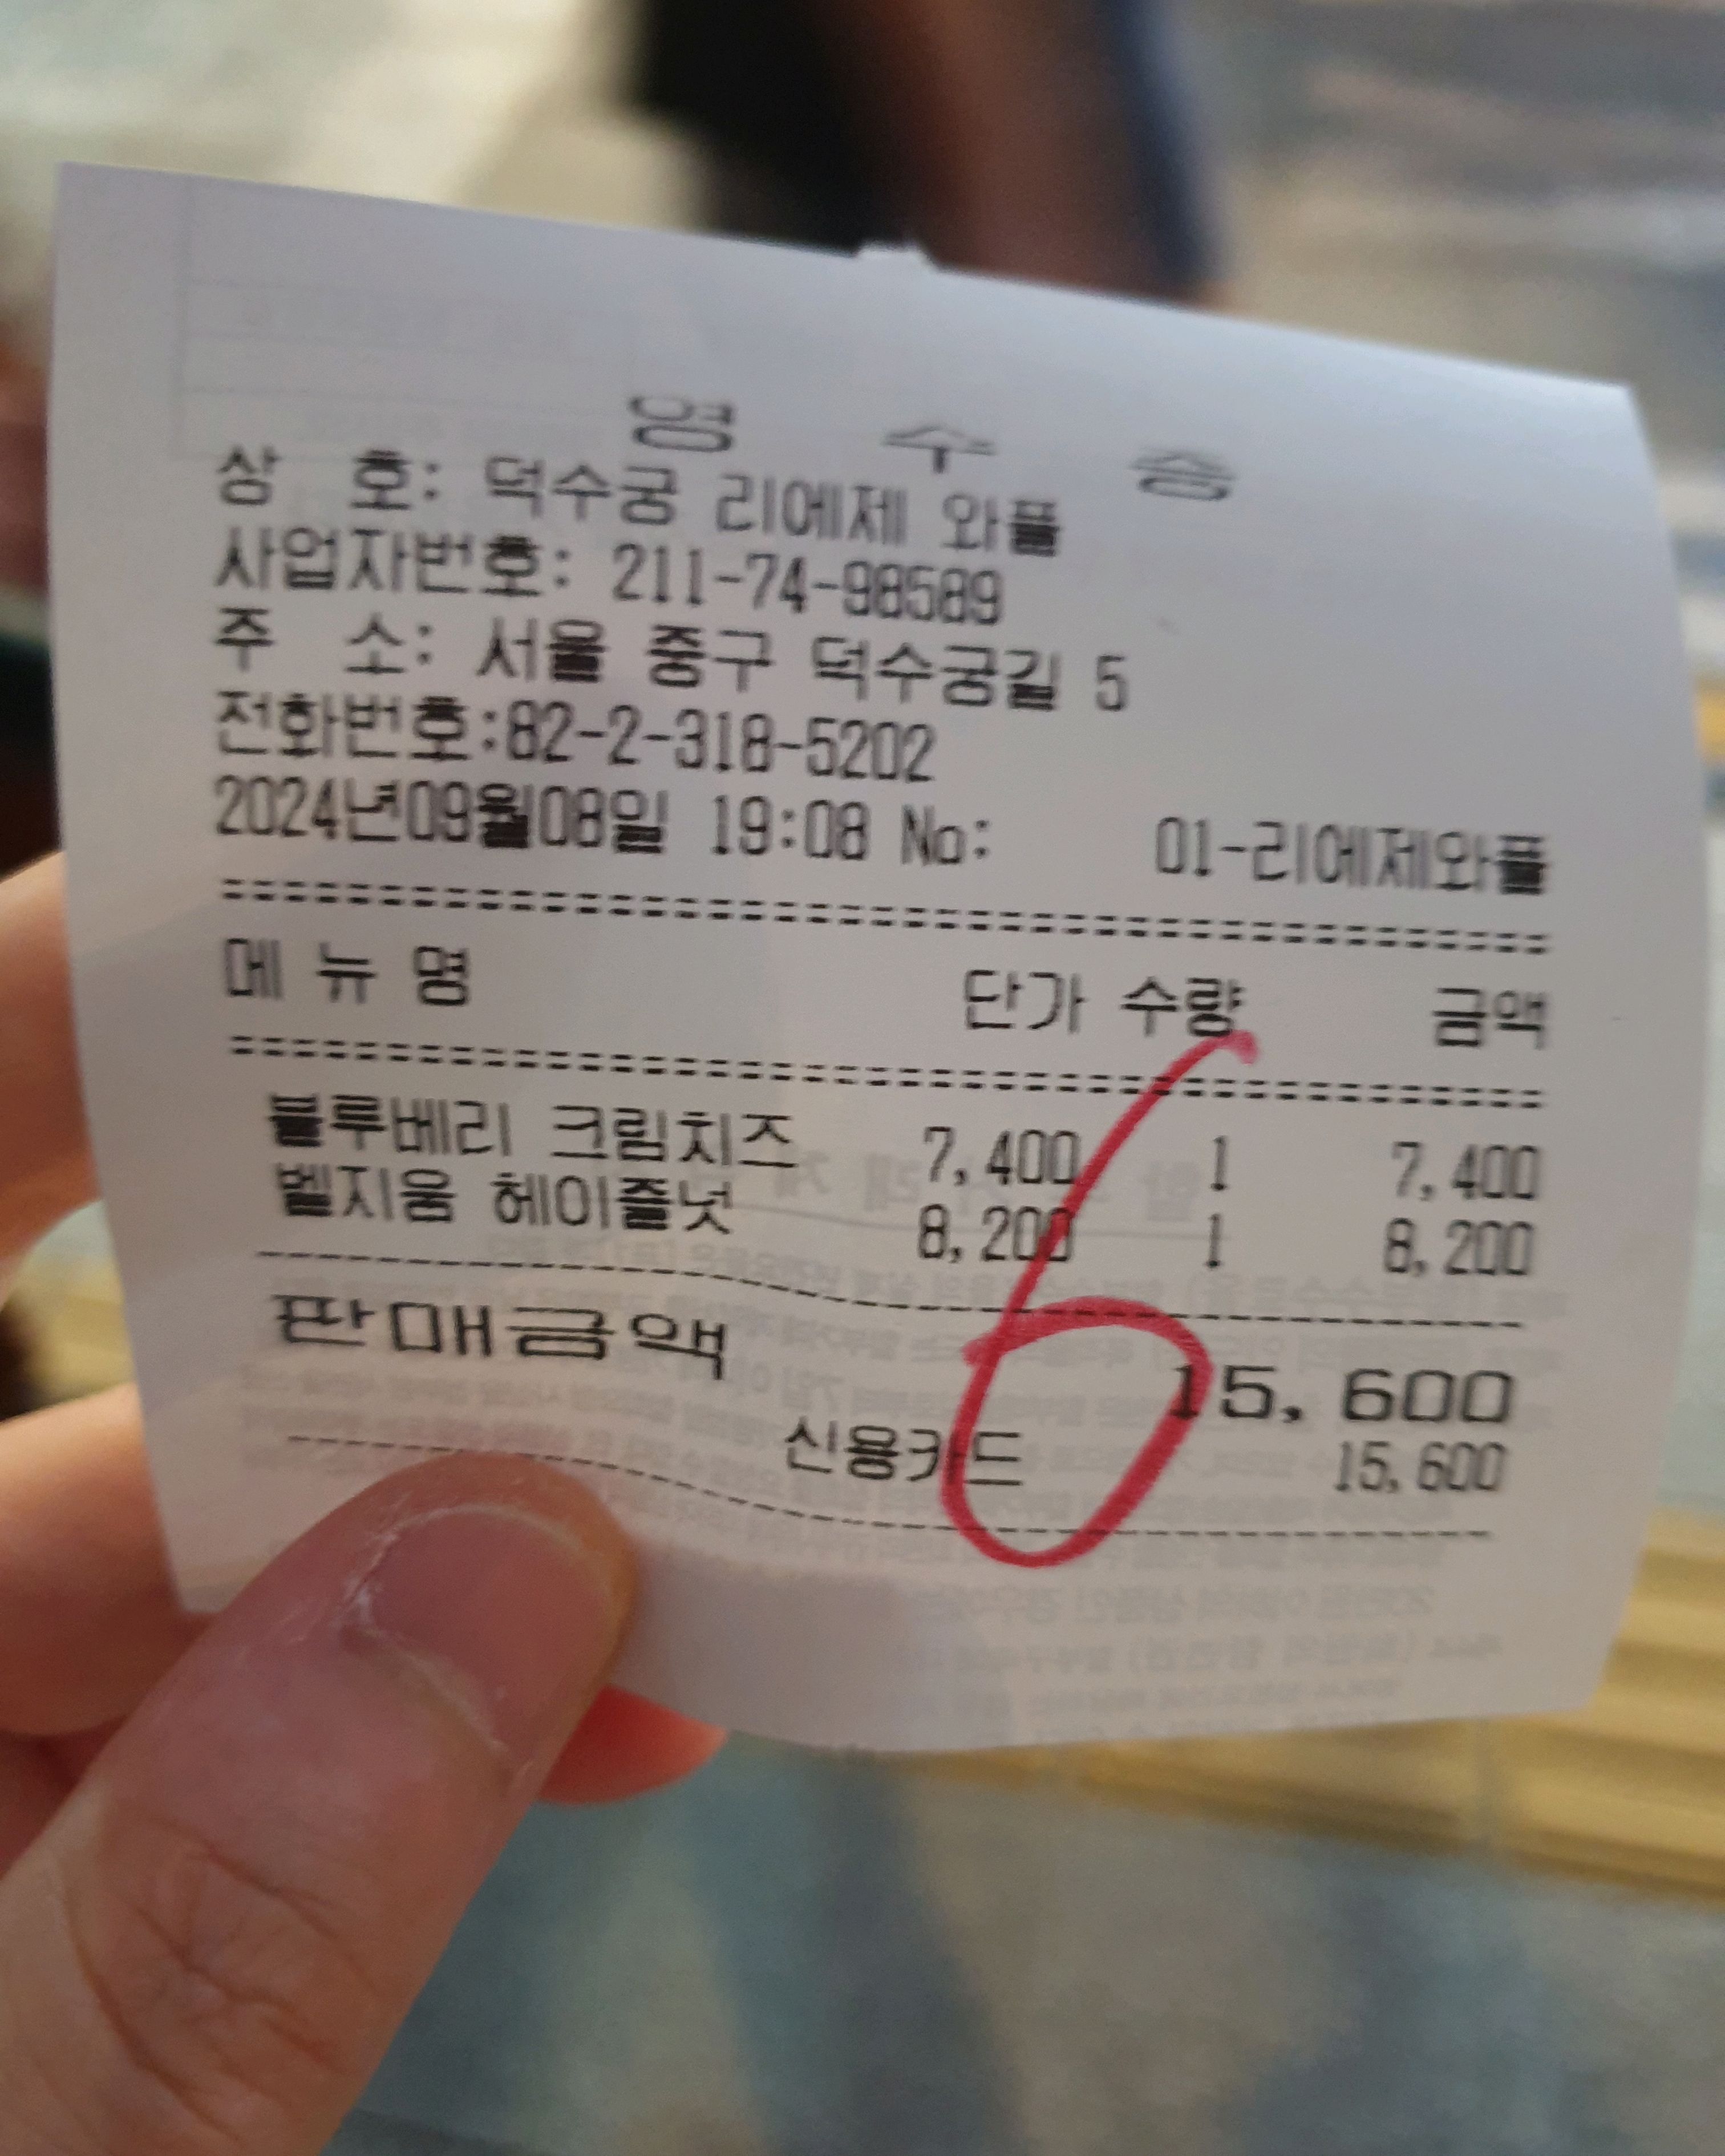 영 수 증
상 호: 덕수궁 리에제 와플
사업자번호: 211-74-98589
주 소: 서울 중구 덕수궁길 5
전화번호:82-2-318-5202
2024년09월08일 19:08 No: 01-리에제와플
메 뉴 명 단가 수량 금액
블루베리 크림치즈 7,400 1 7,400
벨지움 헤이즐넛 8,200 1 8,200
판매금액 15,600
신용카드 15,600
6